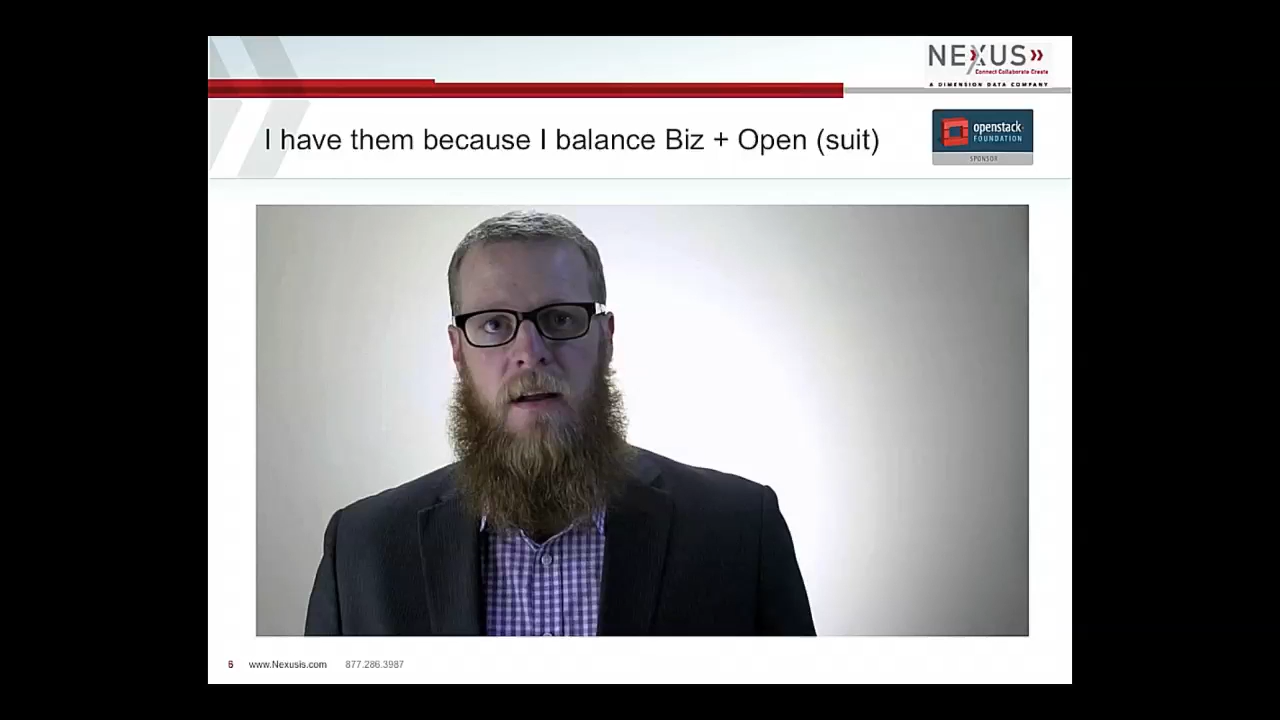 NEXUS»
Connect Collaborate Create
A DIMENSION DATA COMPANY
I have them because I balance Biz + Open (suit)
openstack
FOUNDATION
SPONSOR
6 www.Nexusis.com 877.286.3987